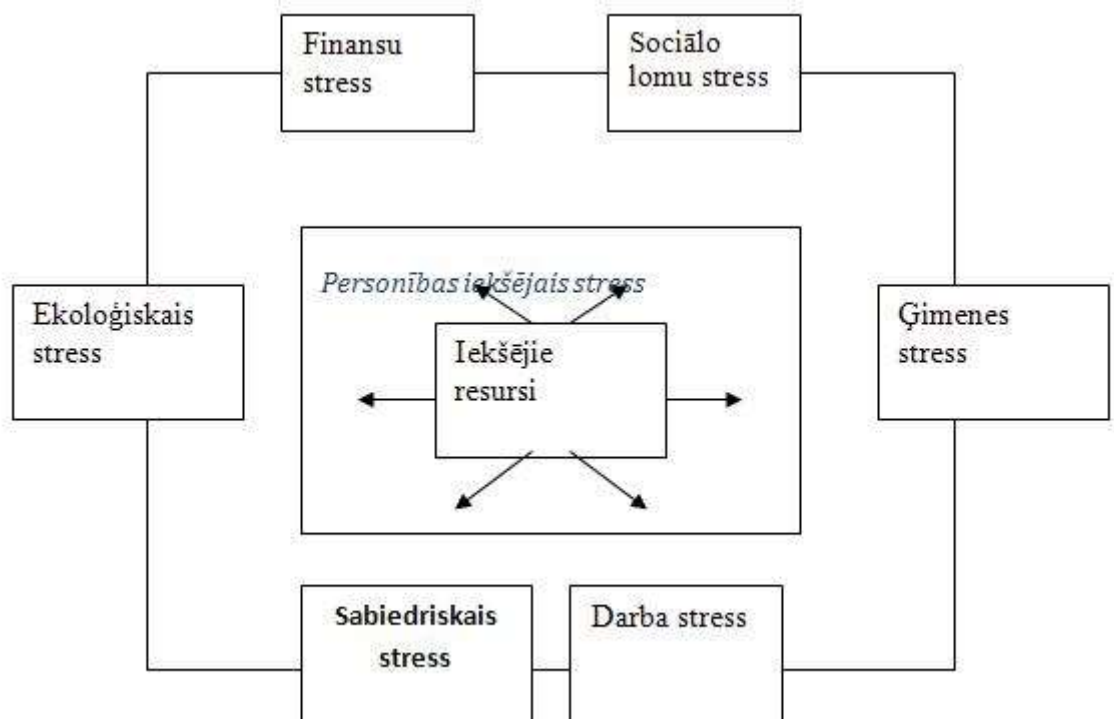 Finansu
stress
Sociālo
lomu stress
Personības iekšējais stress
Ekoloģiskais
stress
Iekšējie
resursi
Ģimenes
stress
Sabiedriskais
stress
Darba stress